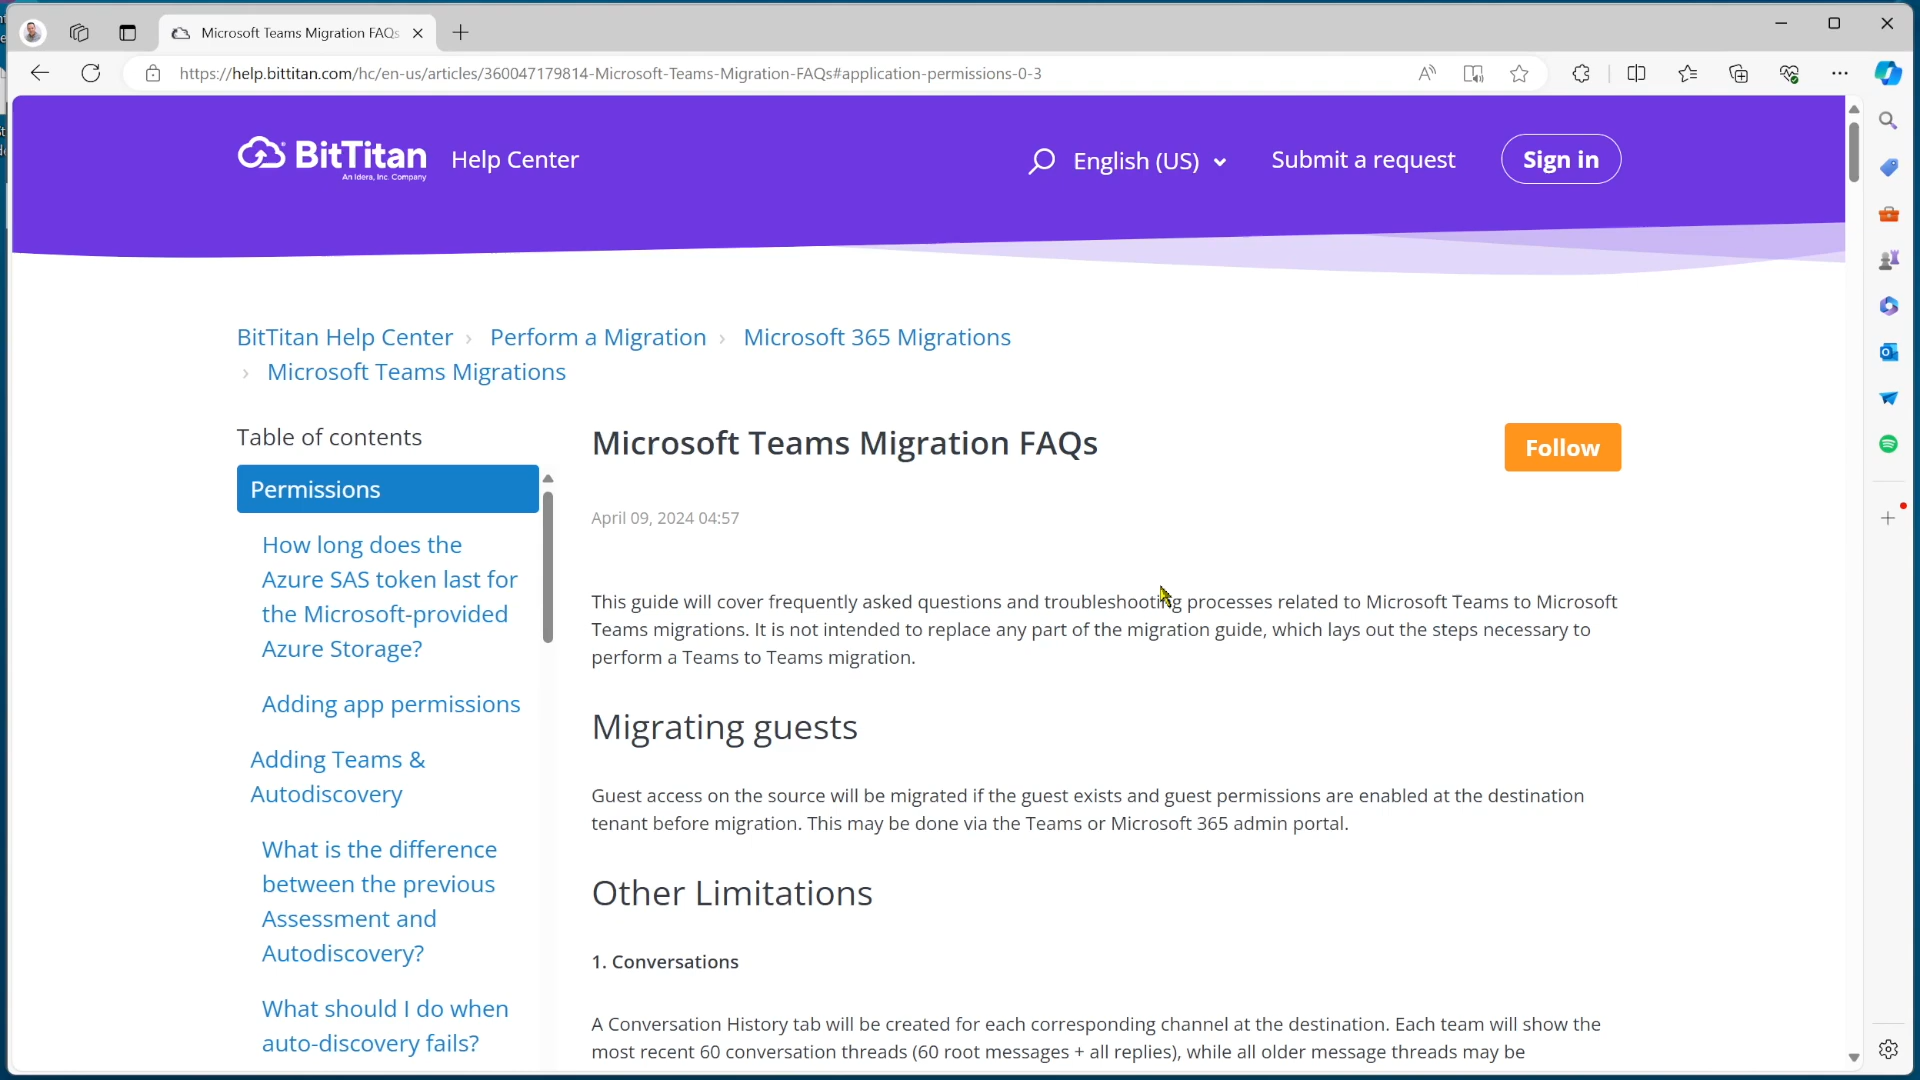 Microsoft Teams Migration FAQs
https://help.bittitan.com/hc/en-us/articles/360047179814-Microsoft-Teams-Migration-FAQs#application-permissions-0-3
BitTitan
An Idera, Inc. Company
Help Center
English (US)
Submit a request
Sign in
BitTitan Help Center › Perform a Migration › Microsoft 365 Migrations
› Microsoft Teams Migrations
Table of contents
Permissions
How long does the
Azure SAS token last for
the Microsoft-provided
Azure Storage?
Adding app permissions
Adding Teams &
Autodiscovery
What is the difference
between the previous
Assessment and
Autodiscovery?
What should I do when
auto-discovery fails?
Microsoft Teams Migration FAQs
Follow
April 09, 2024 04:57
This guide will cover frequently asked questions and troubleshooting processes related to Microsoft Teams to Microsoft
Teams migrations. It is not intended to replace any part of the migration guide, which lays out the steps necessary to
perform a Teams to Teams migration.
Migrating guests
Guest access on the source will be migrated if the guest exists and guest permissions are enabled at the destination
tenant before migration. This may be done via the Teams or Microsoft 365 admin portal.
Other Limitations
1. Conversations
A Conversation History tab will be created for each corresponding channel at the destination. Each team will show the
most recent 60 conversation threads (60 root messages + all replies), while all older message threads may be